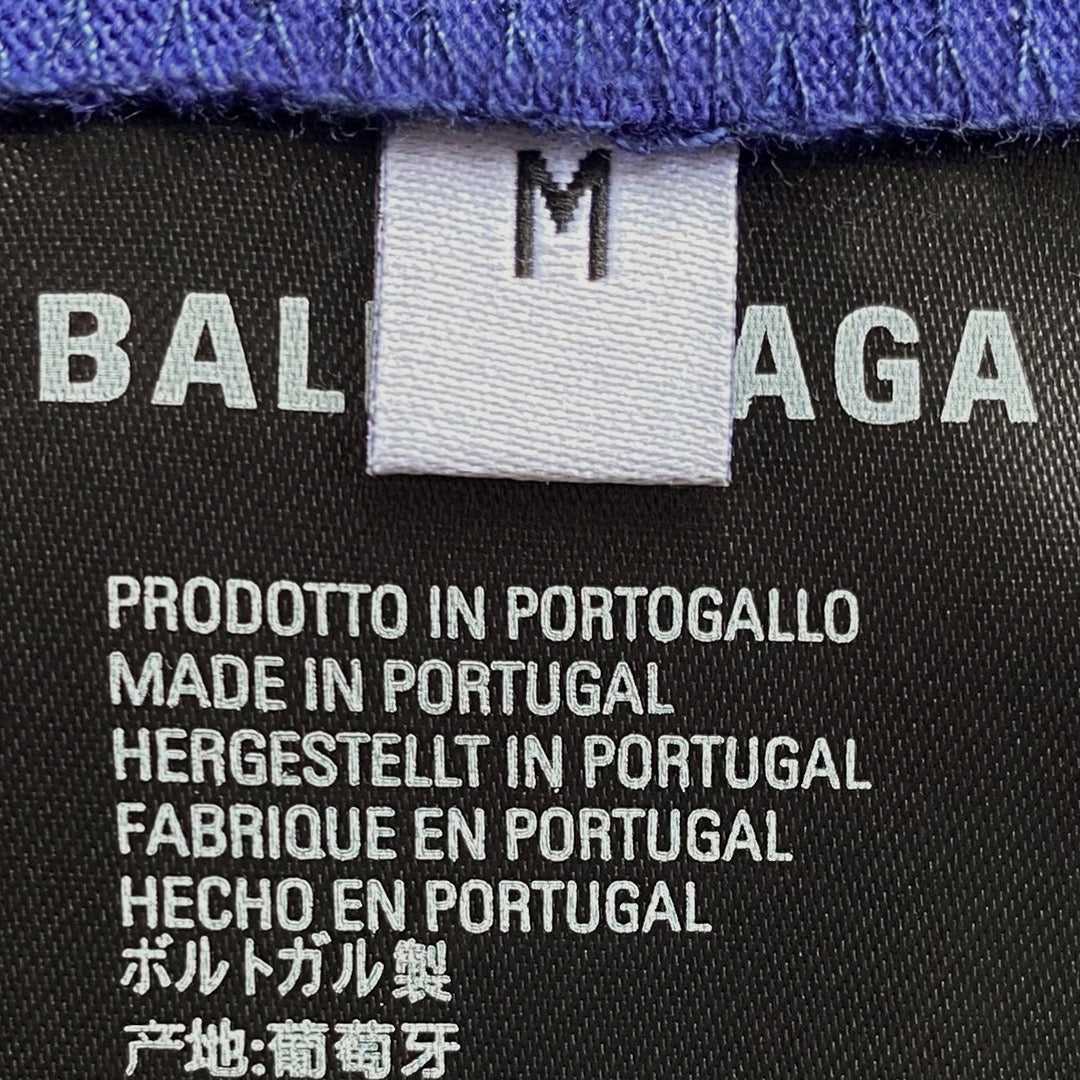 M
BAL AGA
PRODOTTO IN PORTOGALLO
MADE IN PORTUGAL
HERGESTELLT IN PORTUGAL
FABRIQUE EN PORTUGAL
HECHO EN PORTUGAL
ボルトガル製
产地:葡萄牙